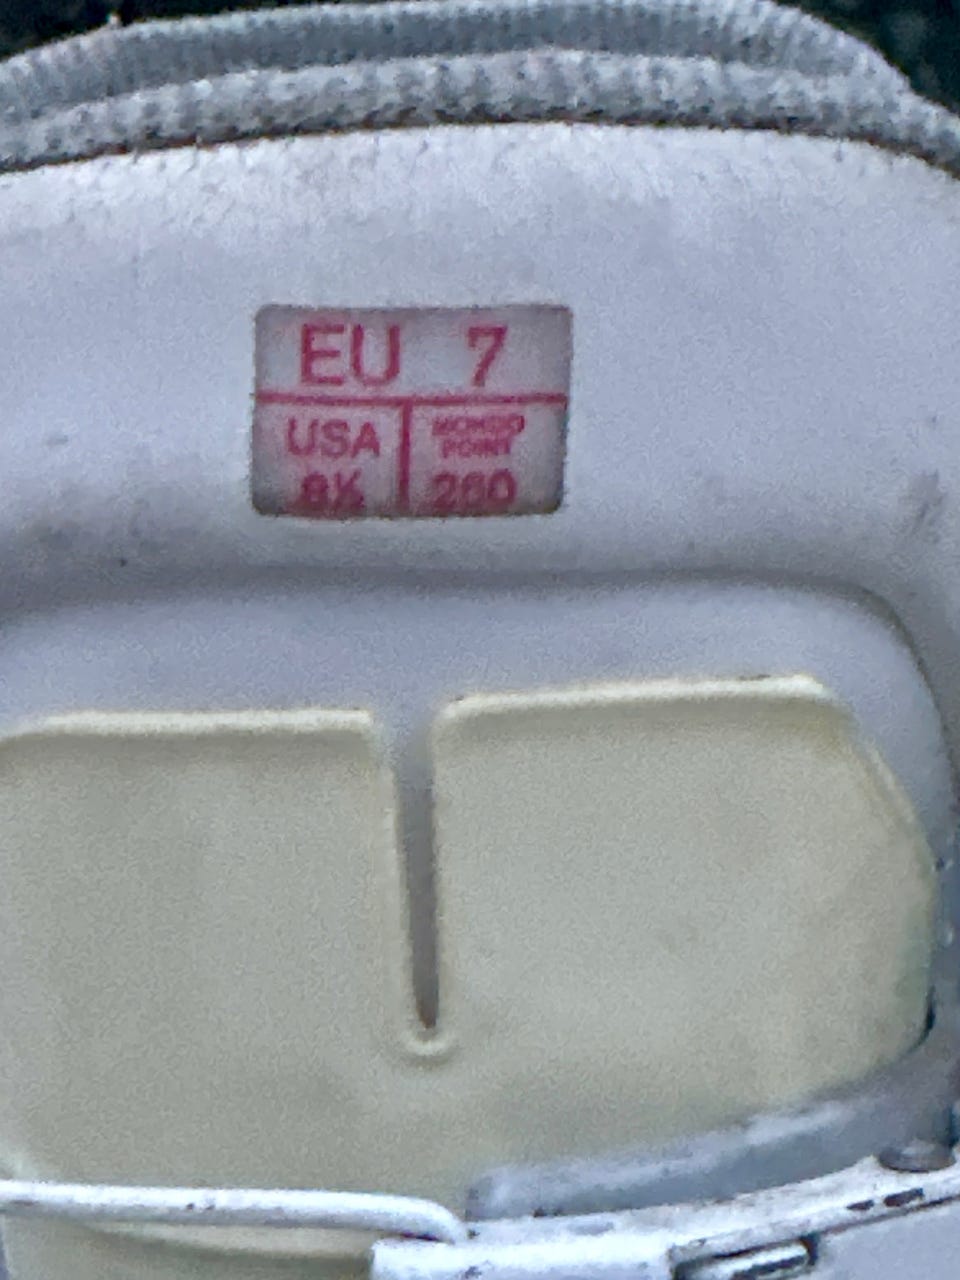 EU 7
USA MONDO
POINT
8½ 260